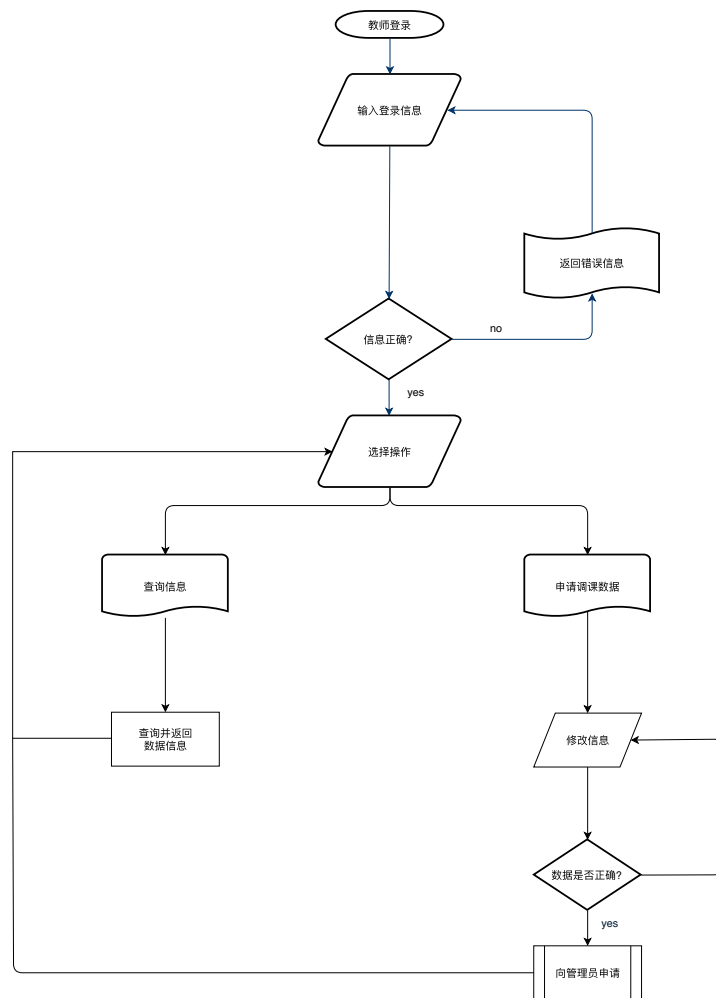 教师登录
输入登录信息
返回错误信息
信息正确?
no
yes
选择操作
查询信息
申请调课数据
查询并返回
数据信息
修改信息
数据是否正确?
yes
向管理员申请